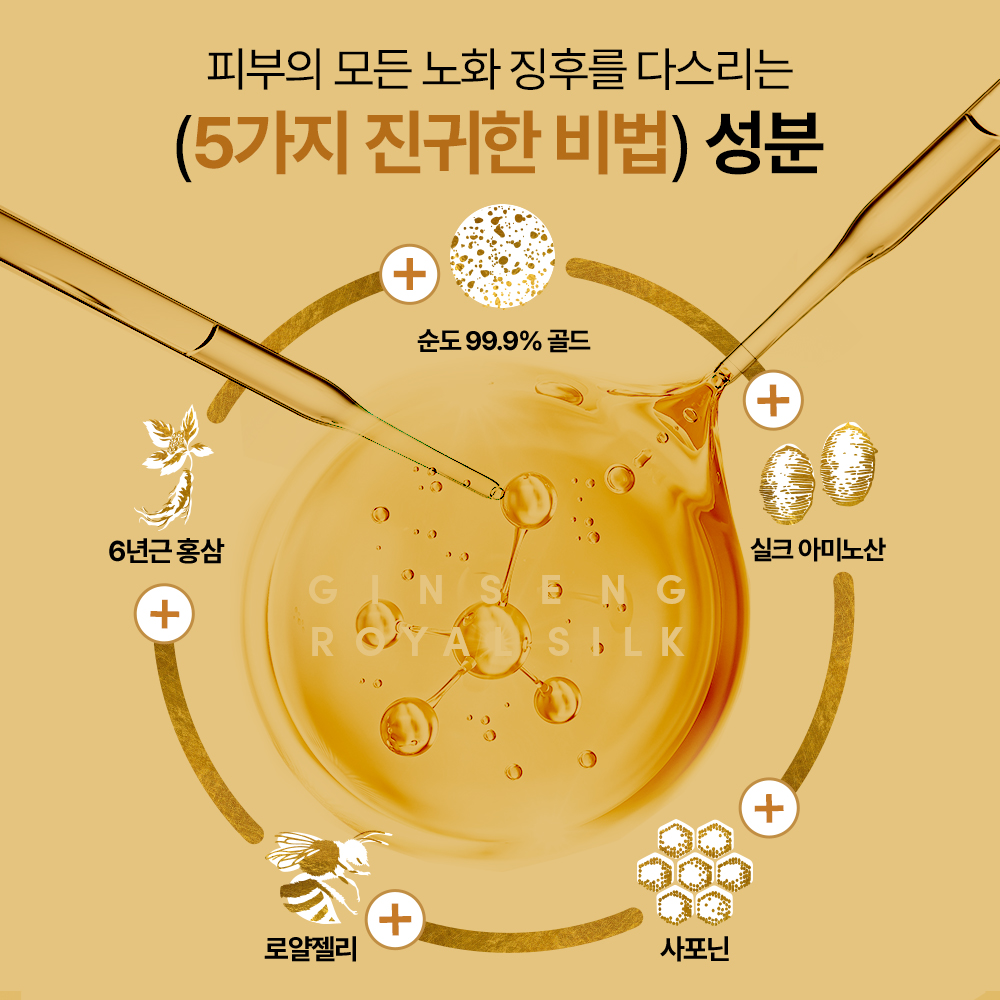 피부의 모든 노화 징후를 다스리는
(5가지 진귀한 비법) 성분
순도 99.9% 골드
6년근 홍삼
실크 아미노산
GINSENG
ROYAL SILK
로얄젤리
사포닌